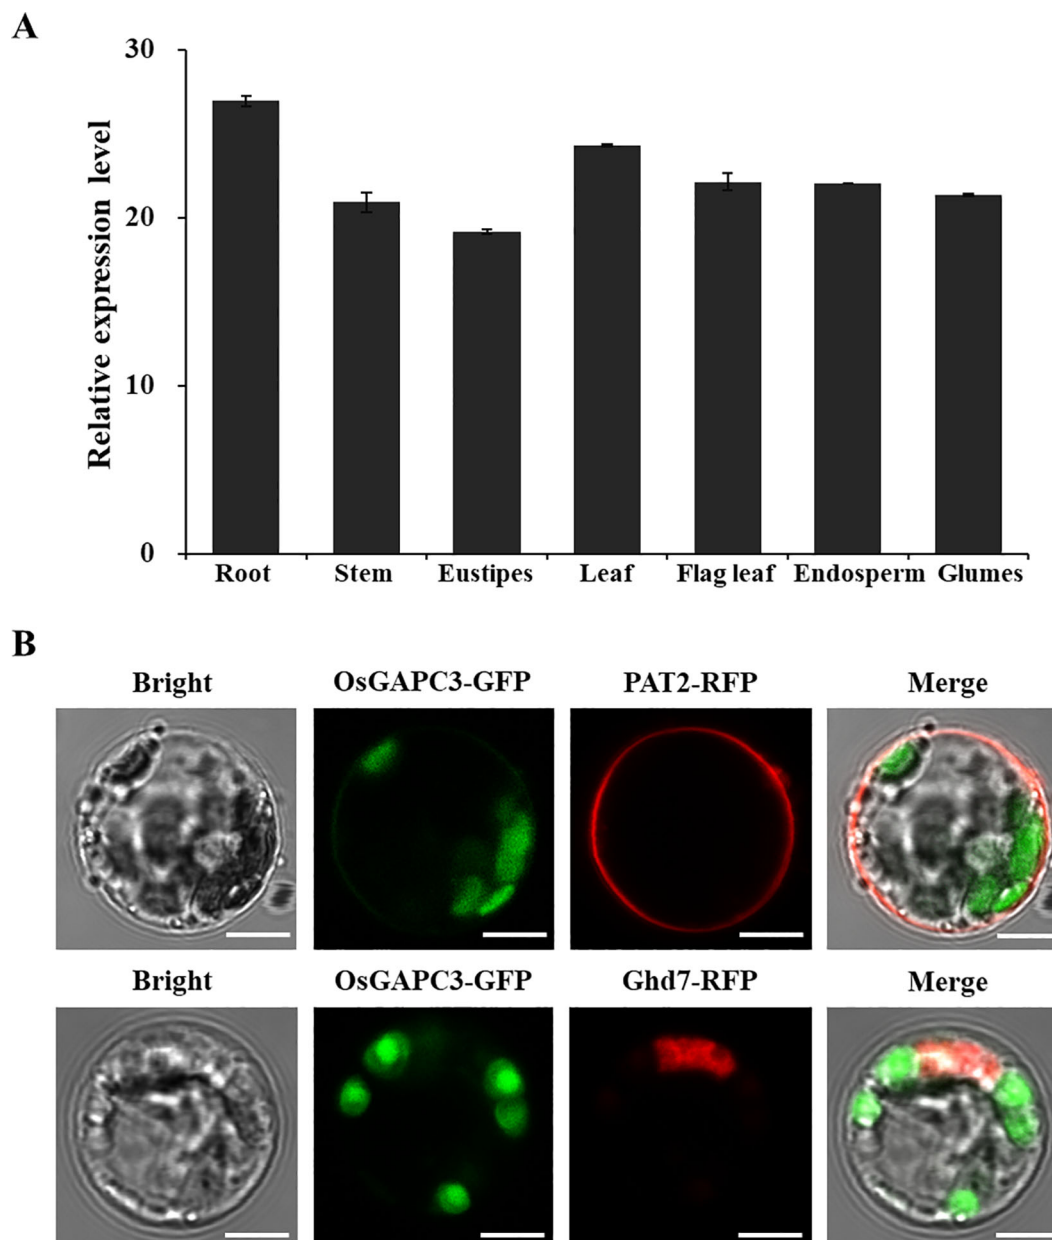 A
30
20
10
0
Relative expression level
Root Stem Eustipes Leaf Flag leaf Endosperm Glumes
B
Bright OsGAPC3-GFP PAT2-RFP Merge
Bright OsGAPC3-GFP Ghd7-RFP Merge